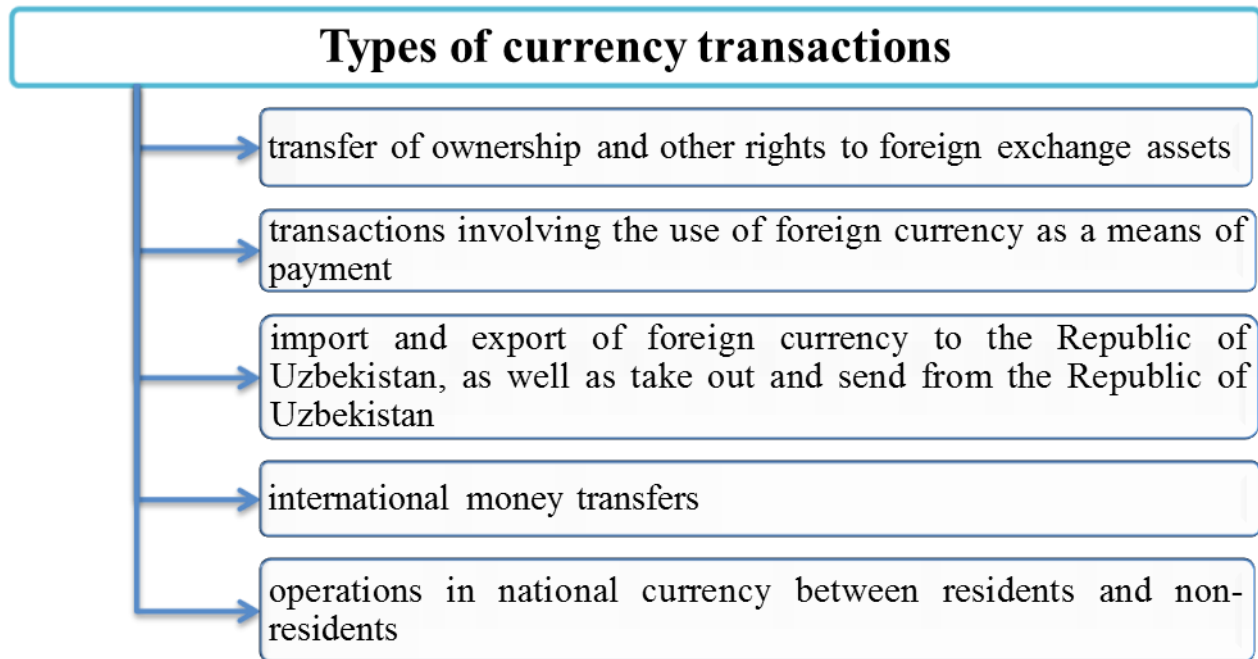 Types of currency transactions
transfer of ownership and other rights to foreign exchange assets
transactions involving the use of foreign currency as a means of
payment
import and export of foreign currency to the Republic of
Uzbekistan, as well as take out and send from the Republic of
Uzbekistan
international money transfers
operations in national currency between residents and non-
residents